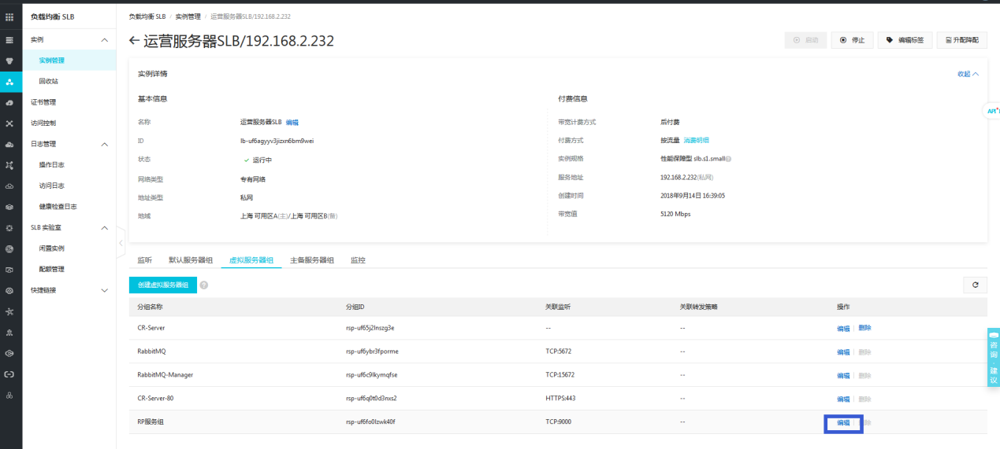 负载均衡 SLB
实例
实例管理
回收站
证书管理
访问控制
日志管理
操作日志
访问日志
健康检查日志
SLB 实验室
闲置实例
配额管理
快捷链接
负载均衡 SLB / 实例管理 / 运营服务器SLB/192.168.2.232
运营服务器SLB/192.168.2.232
启动 停止 编辑标签 升配降配
实例详情 收起
基本信息
名称 运营服务器SLB 编辑
ID lb-uf6agyyv3jizxn6bm9wei
状态 运行中
网络类型 专有网络
地址类型 私网
地域 上海 可用区A(主)/上海 可用区B(备)
付费信息
带宽计费方式 后付费
付费方式 按流量 消费明细
实例规格 性能保障型 slb.s1.small
服务地址 192.168.2.232(私网)
创建时间 2018年9月14日 16:39:05
带宽值 5120 Mbps
API
监听 默认服务器组 虚拟服务器组 主备服务器组 监控
创建虚拟服务器组 ?
分组名称 分组ID 关联监听 关联转发策略 操作
CR-Server rsp-uf65j2lnszg3e -- -- 编辑 | 删除
RabbitMQ rsp-uf6ybr3fporme TCP:5672 -- 编辑 | 删除
RabbitMQ-Manager rsp-uf6c9lkymqfse TCP:15672 -- 编辑 | 删除
CR-Server-80 rsp-uf6q0t0d3nxs2 HTTPS:443 -- 编辑 | 删除
RP服务组 rsp-uf6fo0lzwk40f TCP:9000 -- 编辑 删除
咨询·建议